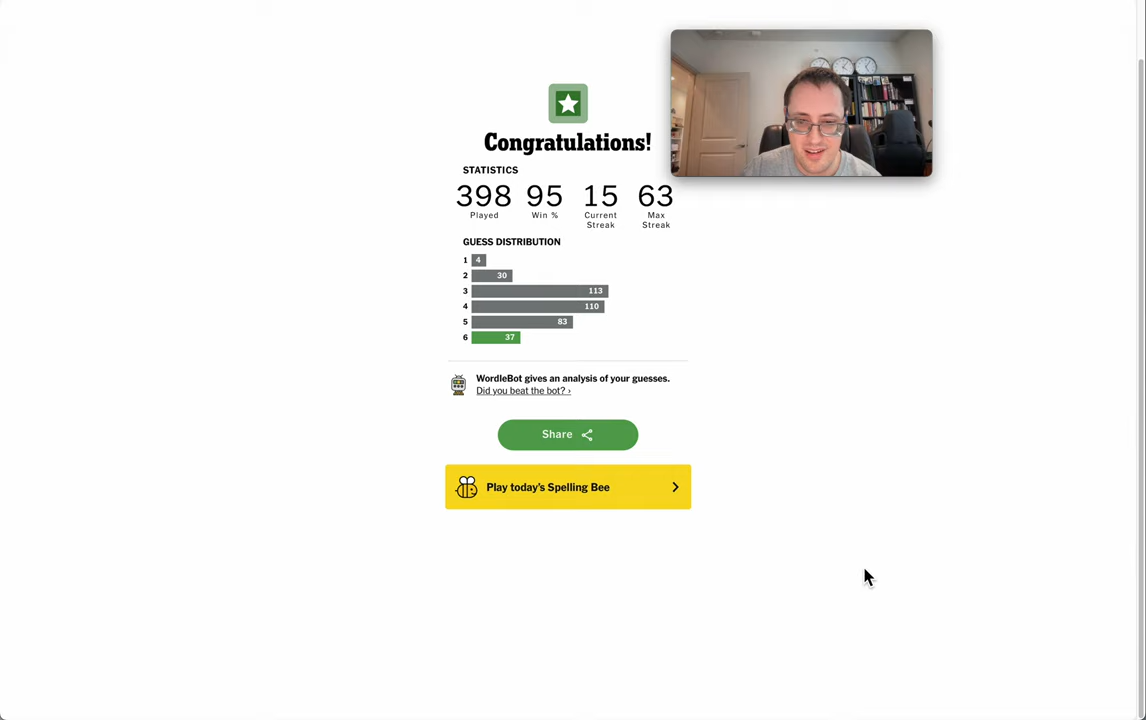 Congratulations!
STATISTICS
398 95 15 63
Played Win % Current Streak Max Streak
GUESS DISTRIBUTION
1 4
2 30
3 113
4 110
5 83
6 37
WordleBot gives an analysis of your guesses.
Did you beat the bot? ›
Share
Play today's Spelling Bee